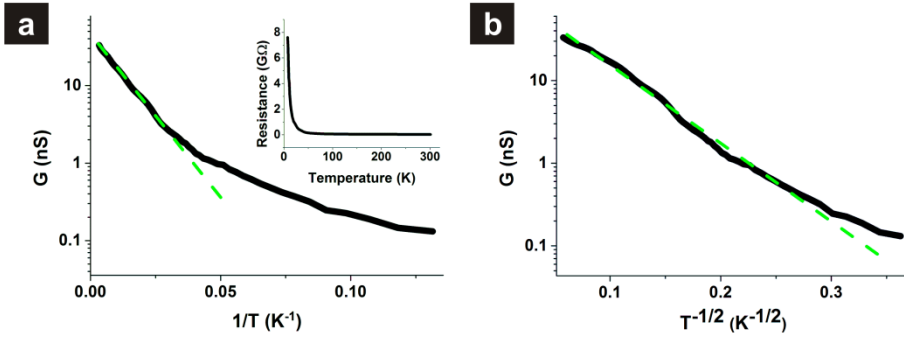 a
G (nS)
10
1
0.1
0.00
0.05
0.10
1/T (K⁻¹)
Resistance (GΩ)
8
6
4
2
0
0
100
200
300
Temperature (K)
b
G (nS)
10
1
0.1
0.1
0.2
0.3
T⁻¹/² (K⁻¹/²)